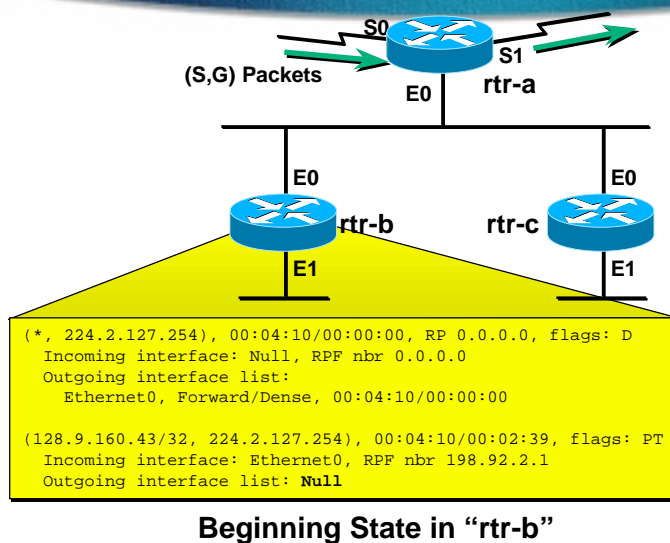 S0
S1
(S,G) Packets
rtr-a
E0
E0
E0
rtr-b
rtr-c
E1
E1
(*, 224.2.127.254), 00:04:10/00:00:00, RP 0.0.0.0, flags: D
Incoming interface: Null, RPF nbr 0.0.0.0
Outgoing interface list:
Ethernet0, Forward/Dense, 00:04:10/00:00:00
(128.9.160.43/32, 224.2.127.254), 00:04:10/00:02:39, flags: PT
Incoming interface: Ethernet0, RPF nbr 198.92.2.1
Outgoing interface list: Null
Beginning State in “rtr-b”